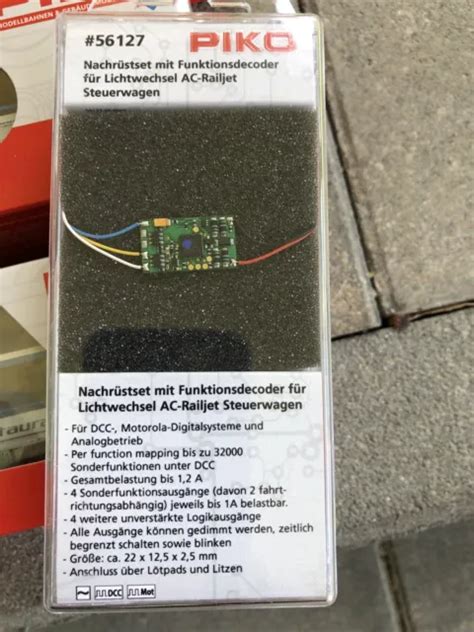 MODELLBAHNEN & GEBÄUDEMO
#56127 PIKO
Nachrüstset mit Funktionsdecoder
für Lichtwechsel AC-Railjet
Steuerwagen
Nachrüstset mit Funktionsdecoder für
Lichtwechsel AC-Railjet Steuerwagen
- Für DCC-, Motorola-Digitalsysteme und
Analogbetrieb
- Per function mapping bis zu 32000
Sonderfunktionen unter DCC
- Gesamtbelastung bis 1,2 A
- 4 Sonderfunktionsausgänge (davon 2 fahrt-
richtungsabhängig) jeweils bis 1A belastbar.
- 4 weitere unverstärkte Logikausgänge
- Alle Ausgänge können gedimmt werden, zeitlich
begrenzt schalten sowie blinken
- Größe: ca. 22 x 12,5 x 2,5 mm
- Anschluss über Lötpads und Litzen
DCC Mot